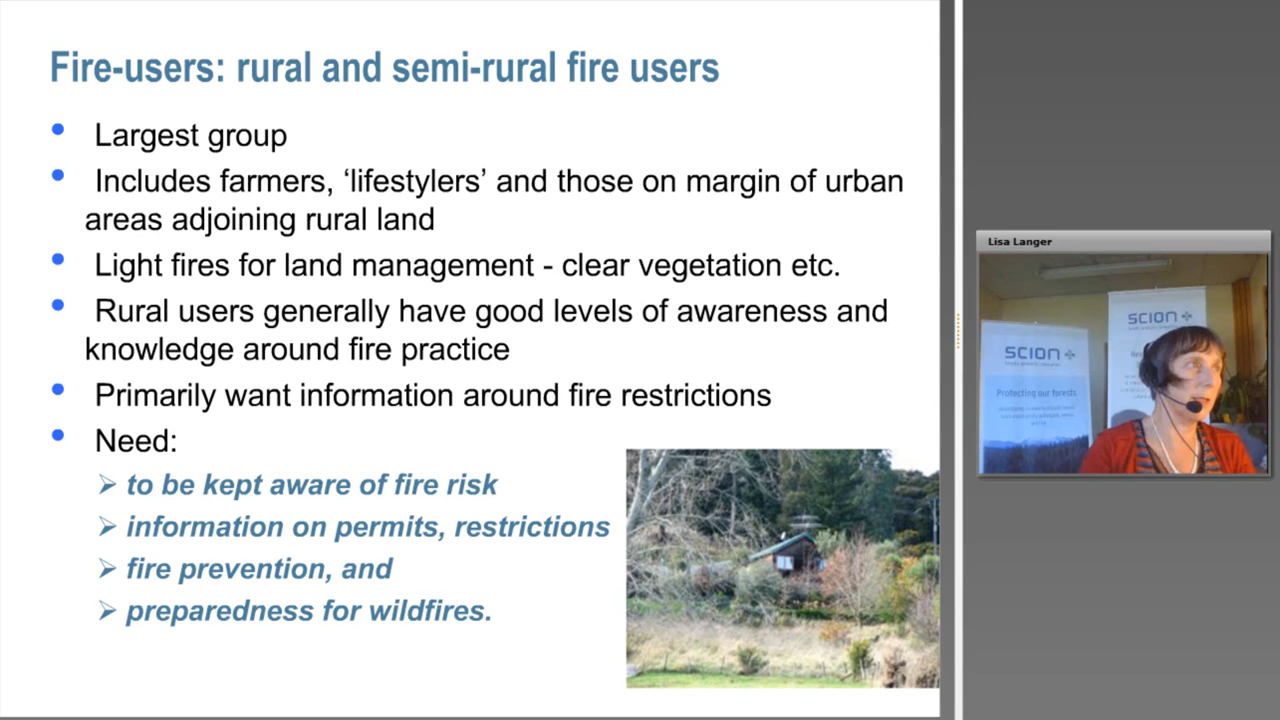 Fire-users: rural and semi-rural fire users
• Largest group
• Includes farmers, ‘lifestylers’ and those on margin of urban
areas adjoining rural land
• Light fires for land management - clear vegetation etc.
• Rural users generally have good levels of awareness and
knowledge around fire practice
• Primarily want information around fire restrictions
• Need:
➢ to be kept aware of fire risk
➢ information on permits, restrictions
➢ fire prevention, and
➢ preparedness for wildfires.
Lisa Langer
SCION
SCION
Protecting our forests